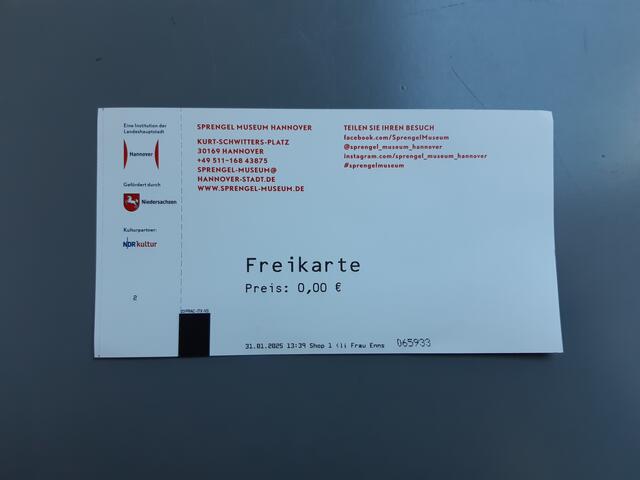 Eine Institution der
Landeshauptstadt
Hannover
Gefördert durch
Niedersachsen
Kulturpartner:
NDR kultur
2
SPRENGEL MUSEUM HANNOVER
KURT-SCHWITTERS-PLATZ
30169 HANNOVER
+49 511-168 43875
SPRENGEL-MUSEUM@
HANNOVER-STADT.DE
WWW.SPRENGEL-MUSEUM.DE
TEILEN SIE IHREN BESUCH
facebook.com/SprengelMuseum
@sprengel_museum_hannover
instagram.com/sprengel_museum_hannover
#sprengelmuseum
Freikarte
Preis: 0,00 €
31.01.2025 13:39 Shop 1 (li Frau Enns 065933